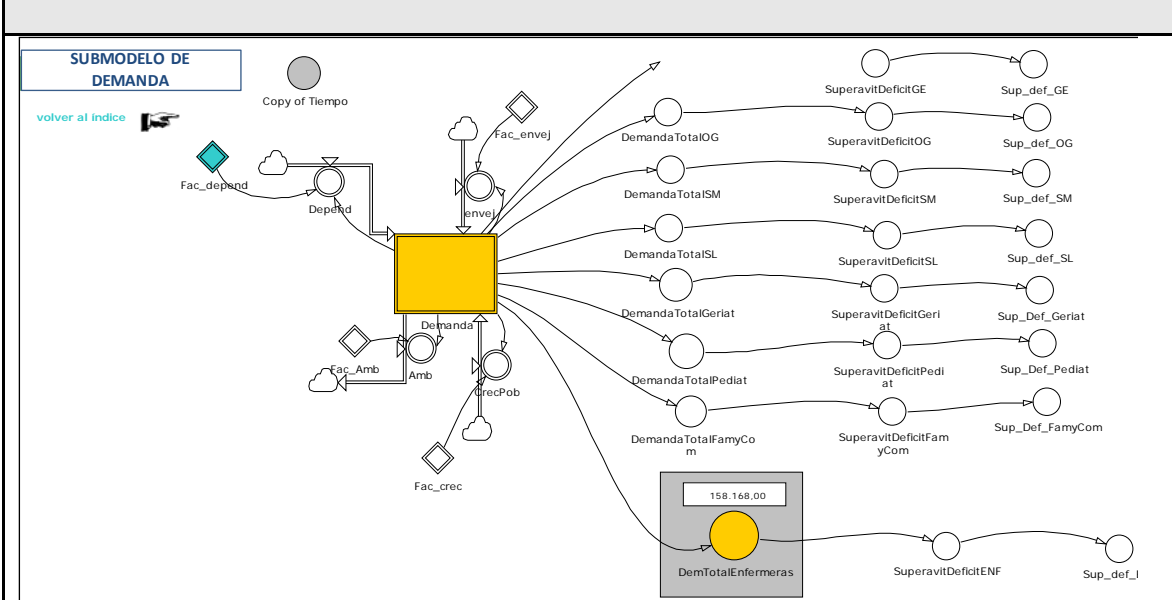 SUBMODELO DE
DEMANDA
Copy of Tiempo
volver al índice
Fac_depend
Depend
Fac_envej
envej
Demanda
Fac_Amb
Amb
CrecPob
Fac_crec
SuperavitDeficitGE
Sup_def_GE
DemandaTotalOG
SuperavitDeficitOG
Sup_def_OG
DemandaTotalSM
SuperavitDeficitSM
Sup_def_SM
DemandaTotalSL
SuperavitDeficitSL
Sup_def_SL
DemandaTotalGeriat
SuperavitDeficitGeri
at
Sup_Def_Geriat
DemandaTotalPediat
SuperavitDeficitPedi
at
Sup_Def_Pediat
DemandaTotalFamyCo
m
SuperavitDeficitFam
yCom
Sup_Def_FamyCom
158.168,00
DemTotalEnfermeras
SuperavitDeficitENF